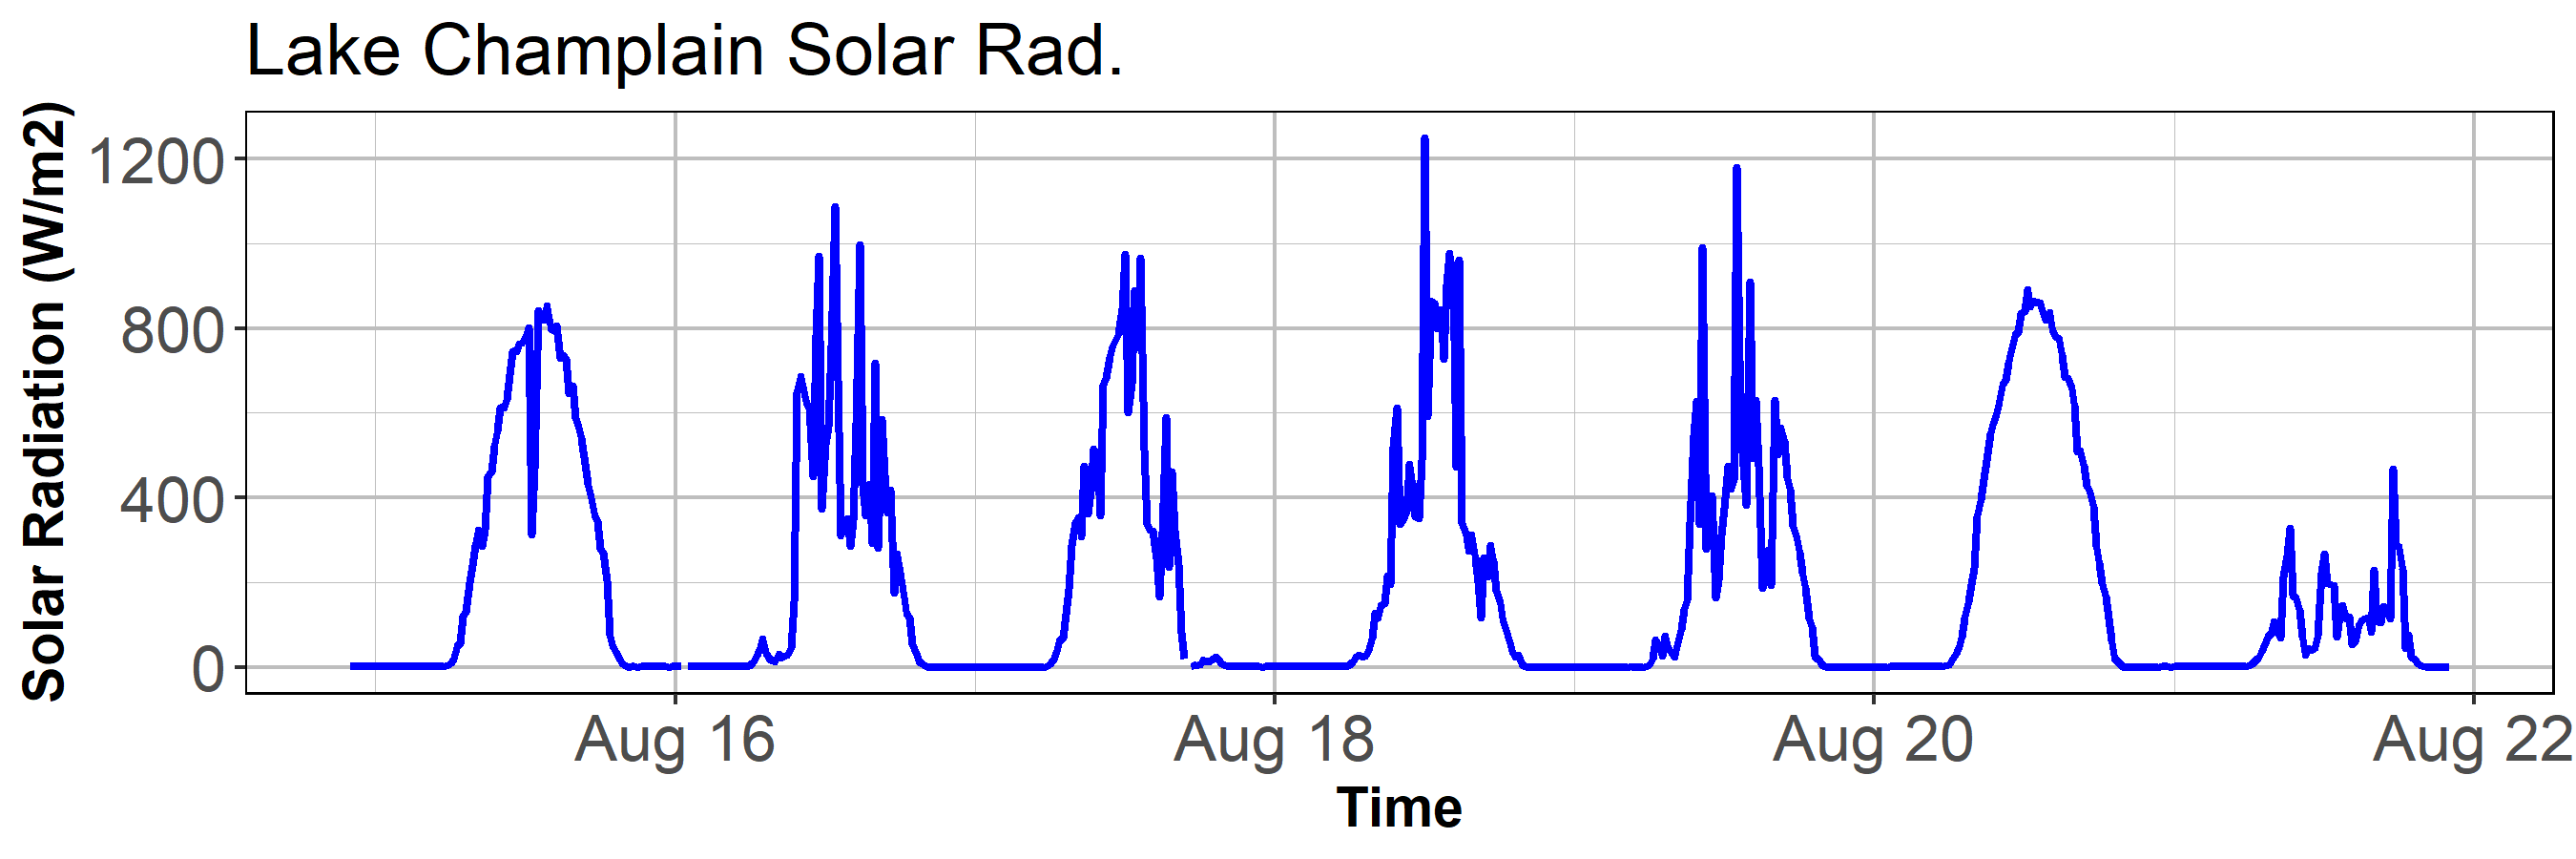 Lake Champlain Solar Rad.
Solar Radiation (W/m2)
1200
800
400
0
Aug 16 Aug 18 Aug 20 Aug 22
Time